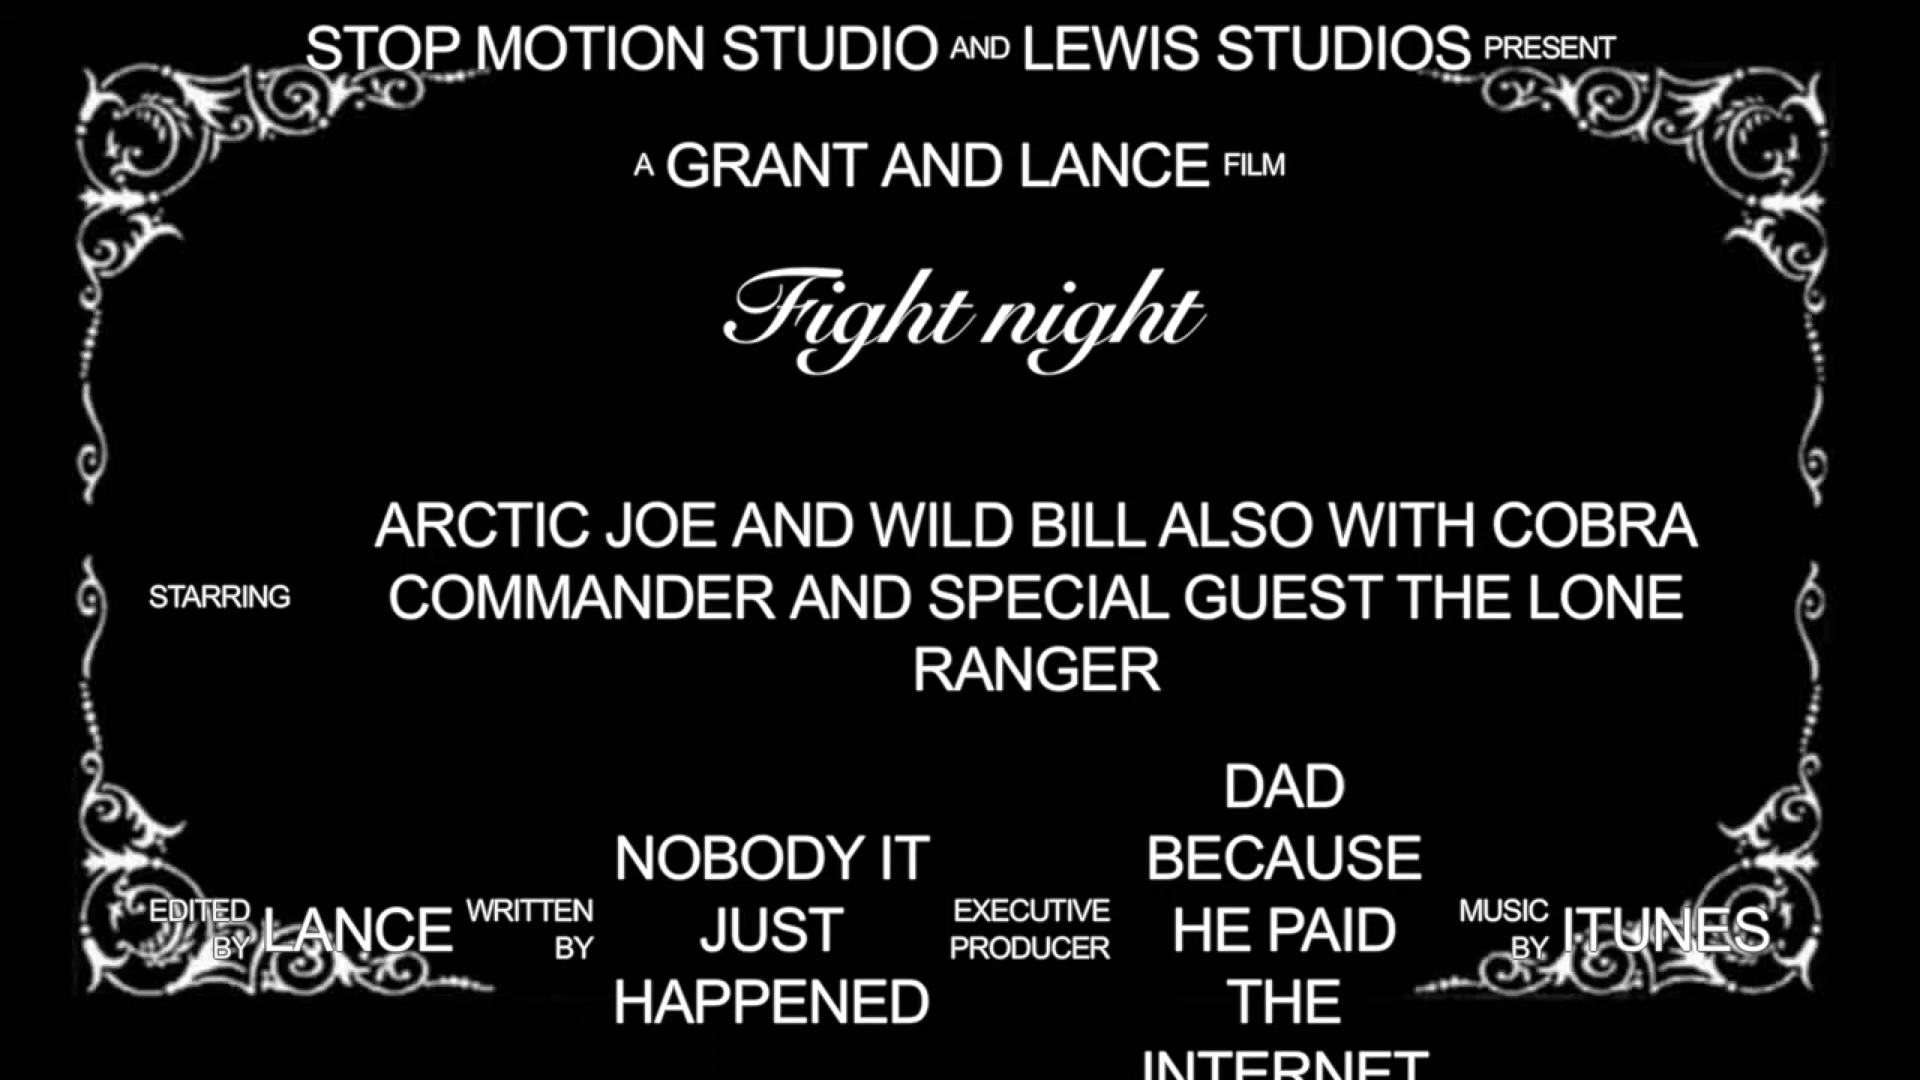 STOP MOTION STUDIO AND LEWIS STUDIOS PRESENT
A GRANT AND LANCE FILM
Fight night
STARRING
ARCTIC JOE AND WILD BILL ALSO WITH COBRA
COMMANDER AND SPECIAL GUEST THE LONE
RANGER
EDITED
BY
LANCE
WRITTEN
BY
NOBODY IT
JUST
HAPPENED
EXECUTIVE
PRODUCER
DAD
BECAUSE
HE PAID
THE
INTERNET
MUSIC
BY
ITUNES